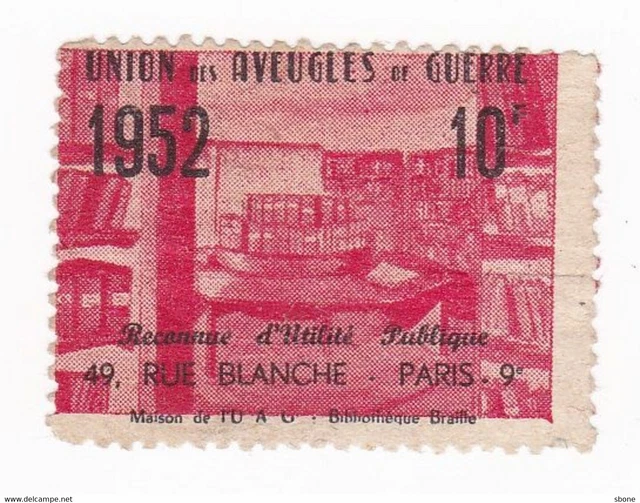 UNION DES AVEUGLES DE GUERRE
1952 10F
Reconnue d'Utilité Publique
49, RUE BLANCHE - PARIS - 9e
Maison de l'U A G : Bibliothèque Braille
www.delcampe.net
sbone